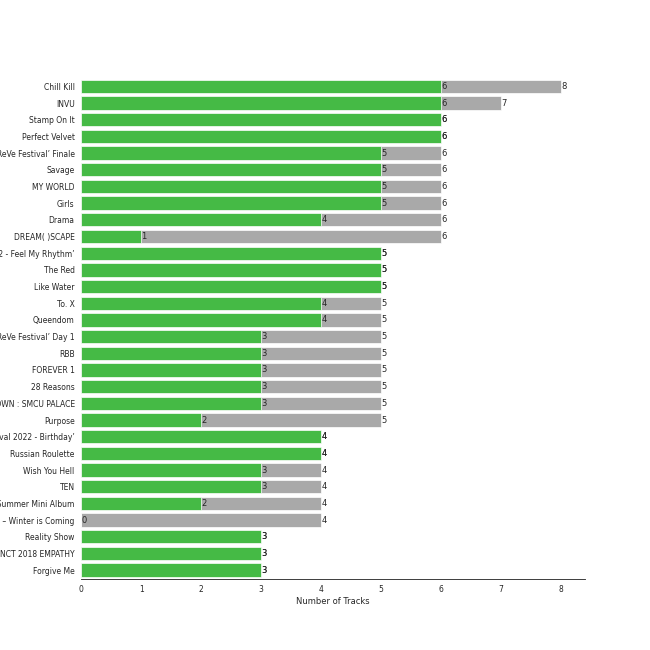 Chill Kill 6 8
INVU 6 7
Stamp On It 6
Perfect Velvet 6
ReVe Festival' Finale 5 6
Savage 5 6
MY WORLD 5 6
Girls 5 6
Drama 4 6
DREAM( )SCAPE 1 6
2 - Feel My Rhythm' 5
The Red 5
Like Water 5
To. X 4 5
Queendom 4 5
ReVe Festival' Day 1 3 5
RBB 3 5
FOREVER 1 3 5
28 Reasons 3 5
OWN : SMCU PALACE 3 5
Purpose 2 5
val 2022 - Birthday' 4
Russian Roulette 4
Wish You Hell 3 4
TEN 3 4
Summer Mini Album 2 4
– Winter is Coming 0 4
Reality Show 3
NCT 2018 EMPATHY 3
Forgive Me 3
0 1 2 3 4 5 6 7 8
Number of Tracks